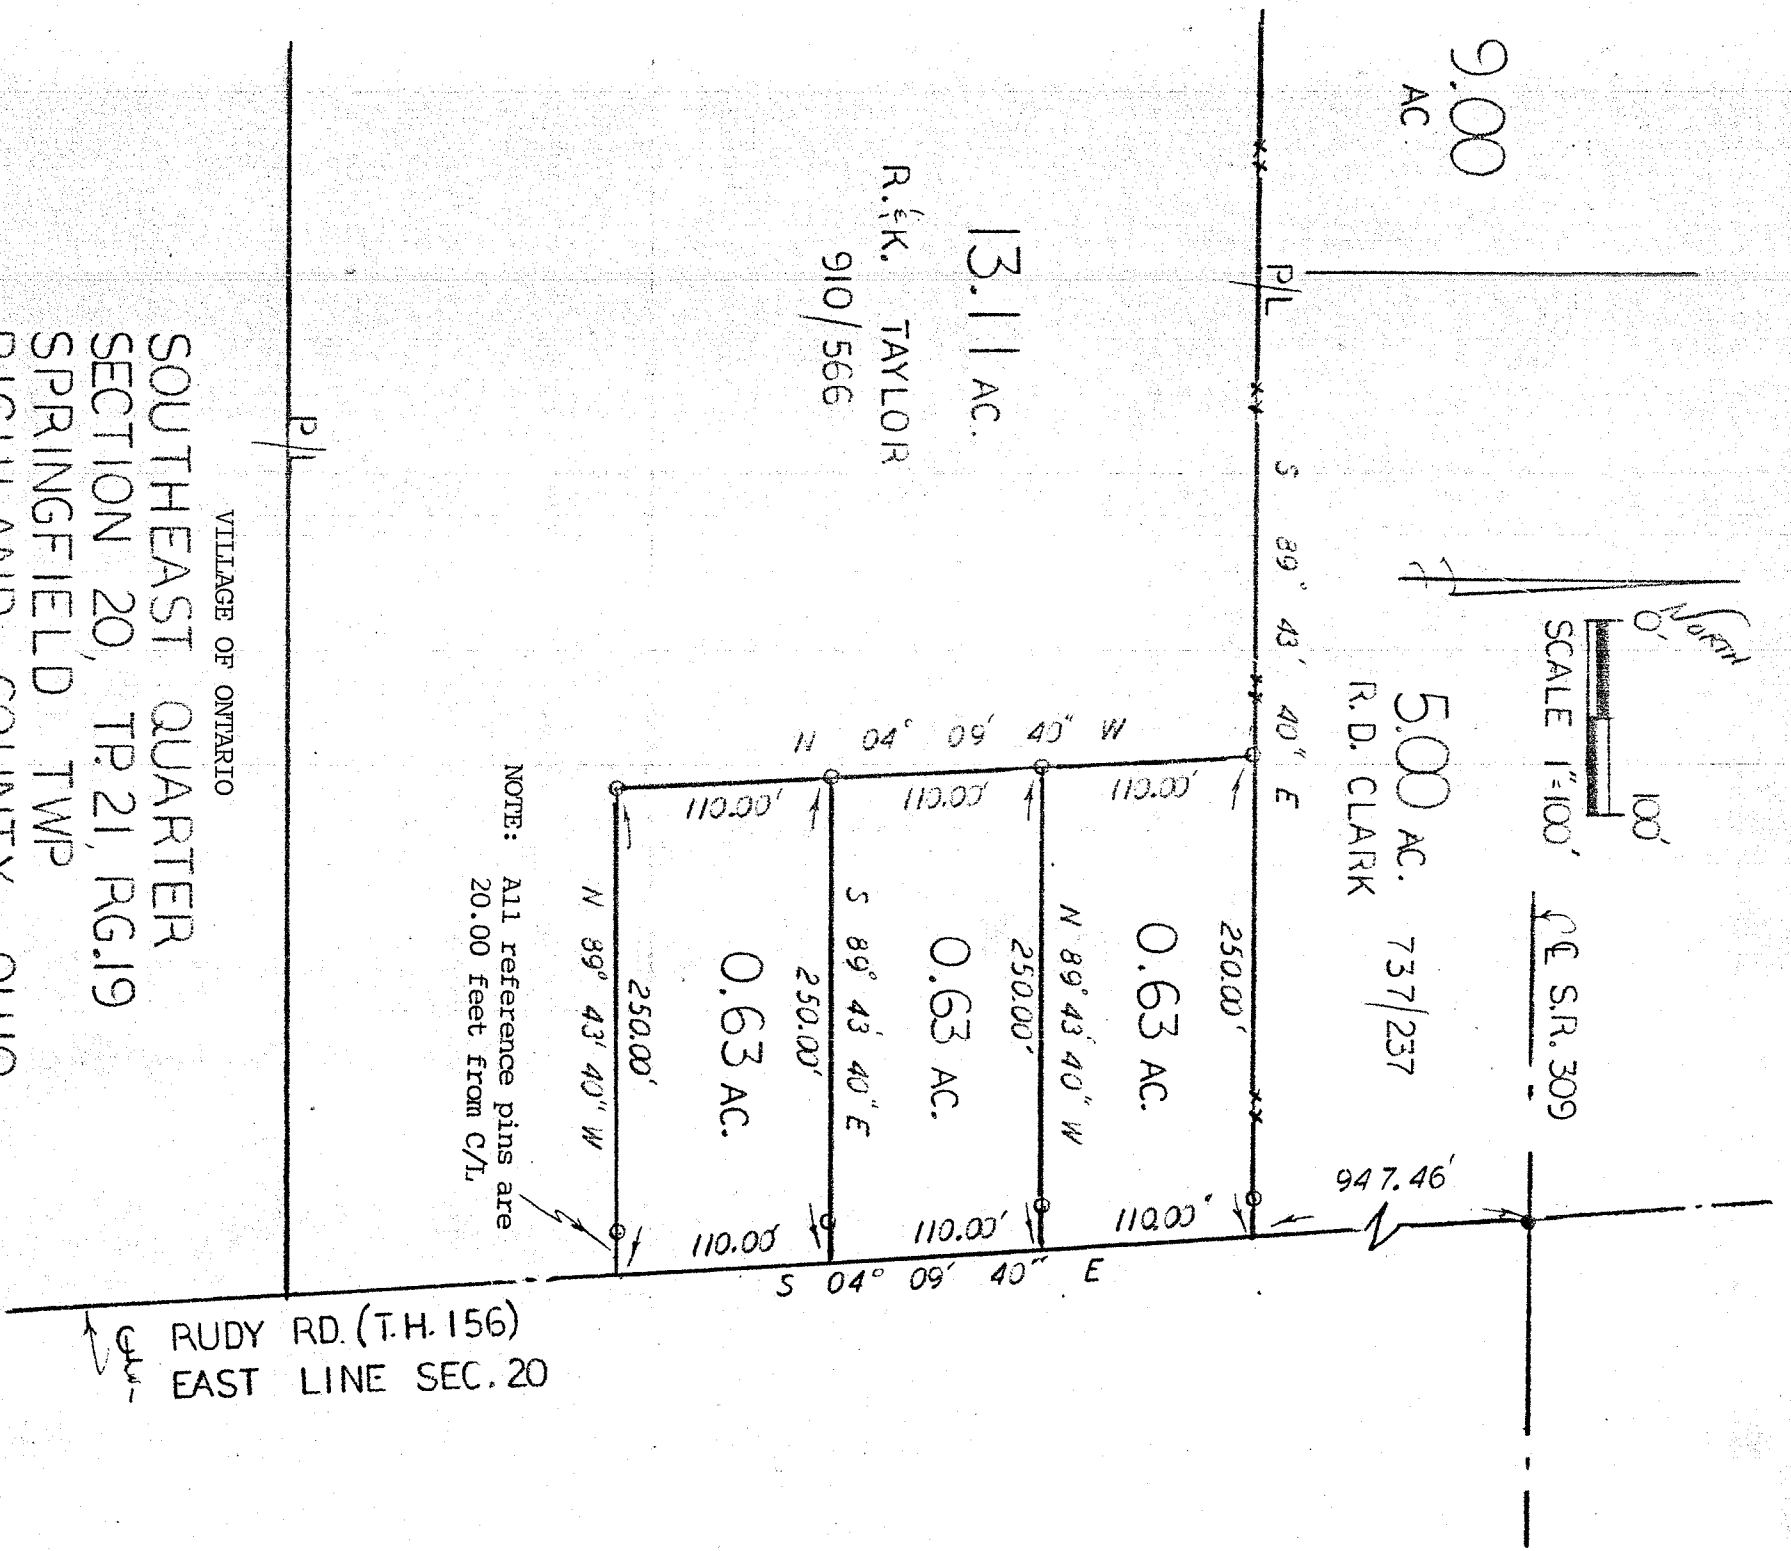 9.00
AC
NORTH
0'
100'
SCALE 1"=100'
℄ S.R. 309
5.00 AC. 737/237
R. D. CLARK
947.46'
P/L
S 89° 43' 40" E
250.00'
13.11 AC.
R. & K. TAYLOR
910/566
N 04° 09' 40" W
110.00'
110.00'
110.00'
0.63 AC.
N 89° 43' 40" W
250.00'
0.63 AC.
S 89° 43' 40" E
250.00'
0.63 AC.
250.00'
N 89° 43' 40" W
110.00'
110.00'
110.00'
S 04° 09' 40" E
NOTE: All reference pins are
20.00 feet from C/L
P/L
℄ RUDY RD. (T.H. 156)
EAST LINE SEC. 20
VILLAGE OF ONTARIO
SOUTHEAST QUARTER
SECTION 20, TP. 21, RG. 19
SPRINGFIELD TWP
RICHLAND COUNTY, OHIO